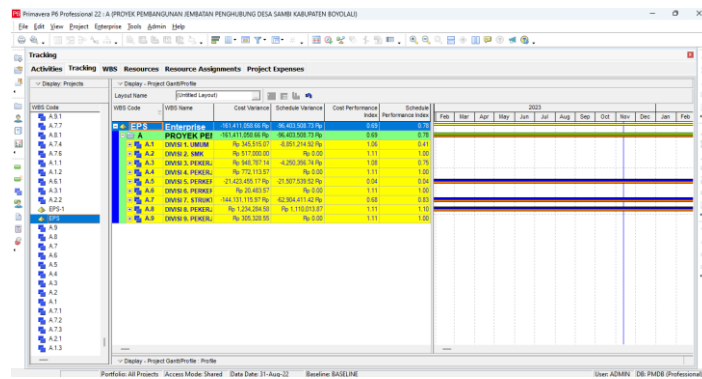 Primavera P6 Professional 22 : A (PROYEK PEMBANGUNAN JEMBATAN PENGHUBUNG DESA SAMBI KABUPATEN BOYOLALI)
File Edit View Project Enterprise Tools Admin Help
Tracking
Activities Tracking WBS Resources Resource Assignments Project Expenses
Display: Projects
Display - Project Gantt/Profile
Layout Name (Untitled Layout)
WBS Code
A.9.1
A.7.7
A.8.1
A.7.4
A.7.6
A.1.1
A.1.2
A.6.1
A.3.1
A.2.2
EPS-1
EPS
A.9
A.8
A.7
A.6
A.5
A.4
A.3
A.2
A.1
A.7.1
A.7.2
A.7.3
A.2.1
A.1.3
WBS Code WBS Name Cost Variance Schedule Variance Cost Performance Index Schedule Performance Index
2023
Feb Mar Apr May Jun Jul Aug Sep Oct Nov Dec Jan Feb
EPS Enterprise -161,411,050.66 Rp -96,403,508.73 Rp 0.69 0.78
A PROYEK PEI -161,411,050.66 Rp -96,403,508.73 Rp 0.69 0.78
A.1 DIVISI 1. UMUM Rp 345,515.07 -8,851,214.92 Rp 1.06 0.41
A.2 DIVISI 2. SMK Rp 517,000.00 Rp 0.00 1.11 1.00
A.3 DIVISI 3. PEKERJ Rp 948,787.14 -4,250,356.74 Rp 1.08 0.75
A.4 DIVISI 4. PEKERJ Rp 772,113.57 Rp 0.00 1.11 1.00
A.5 DIVISI 5. PERKEF -21,423,455.17 Rp -21,507,539.52 Rp 0.04 0.04
A.6 DIVISI 6. PERKEF Rp 20,483.57 Rp 0.00 1.11 1.00
A.7 DIVISI 7. STRUKT -144,131,115.97 Rp -62,904,411.42 Rp 0.68 0.83
A.8 DIVISI 8. PEKERJ Rp 1,234,284.58 Rp 1,110,013.87 1.11 1.10
A.9 DIVISI 9. PEKERJ Rp 305,328.55 Rp 0.00 1.11 1.00
Display - Project Gantt/Profile : Profile
Portfolio: All Projects Access Mode: Shared Data Date: 31-Aug-22 Baseline: BASELINE User: ADMIN DB: PMDB (Professional)